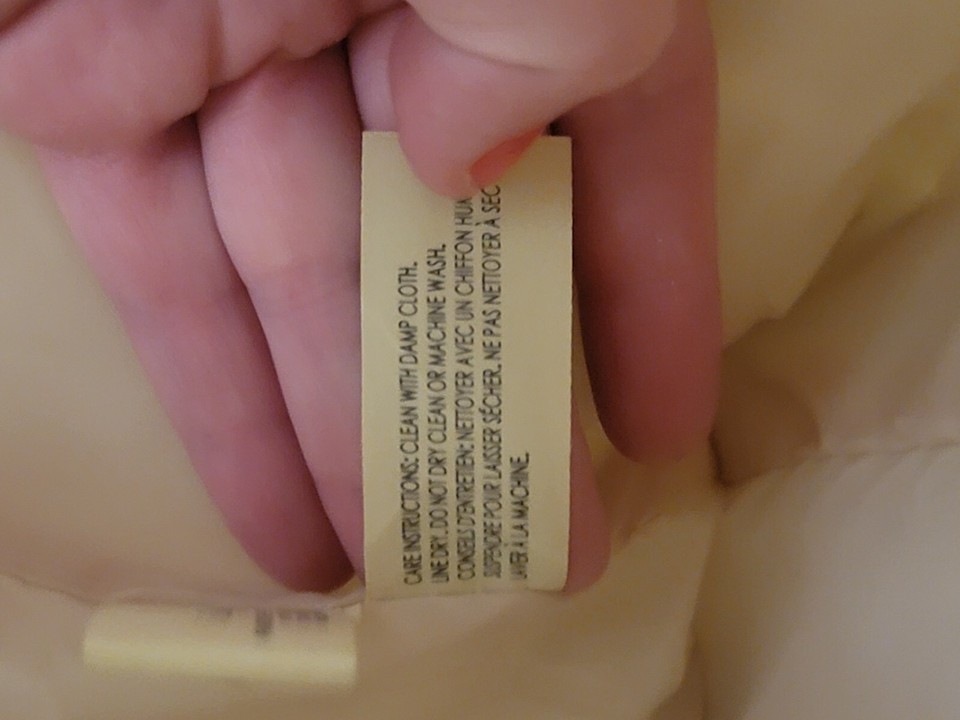 CARE INSTRUCTIONS: CLEAN WITH DAMP CLOTH.
LINE DRY. DO NOT DRY CLEAN OR MACHINE WASH.
CONSEILS D'ENTRETIEN: NETTOYER AVEC UN CHIFFON
SUSPENDRE POUR LAISSER SÉCHER. NE PAS NETTOYER À SEC
LAVER À LA MACHINE.